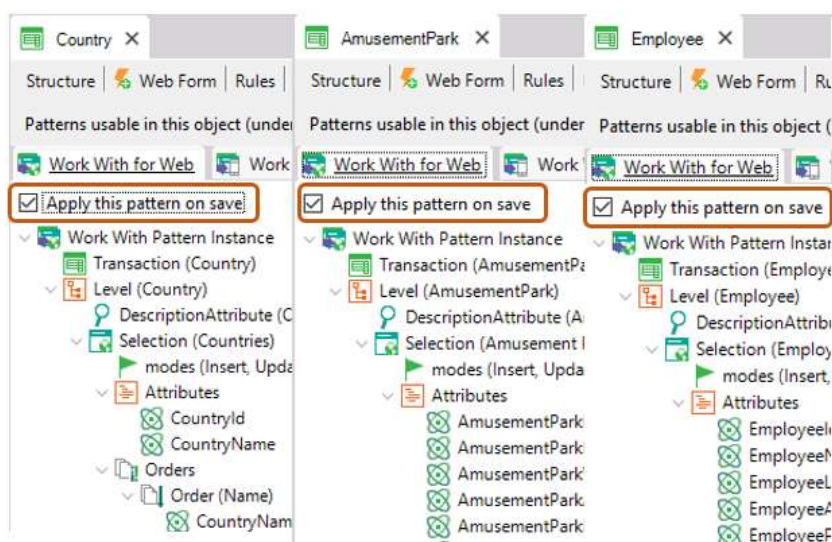 Country
Structure Web Form Rules
Patterns usable in this object (under
Work With for Web Work
Apply this pattern on save
Work With Pattern Instance
Transaction (Country)
Level (Country)
DescriptionAttribute (C
Selection (Countries)
modes (Insert, Upda
Attributes
CountryId
CountryName
Orders
Order (Name)
CountryNam
AmusementPark
Structure Web Form Rules
Patterns usable in this object (under
Work With for Web Work
Apply this pattern on save
Work With Pattern Instance
Transaction (AmusementPa
Level (AmusementPark)
DescriptionAttribute (A
Selection (Amusement
modes (Insert, Upda
Attributes
AmusementPark
AmusementPark
AmusementPark
AmusementPark
AmusementPark
Employee
Structure Web Form Ru
Patterns usable in this object (
Work With for Web
Apply this pattern on save
Work With Pattern Instan
Transaction (Employe
Level (Employee)
DescriptionAttribu
Selection (Employ
modes (Insert,
Attributes
EmployeeI
EmployeeN
EmployeeL
EmployeeA
EmployeeP